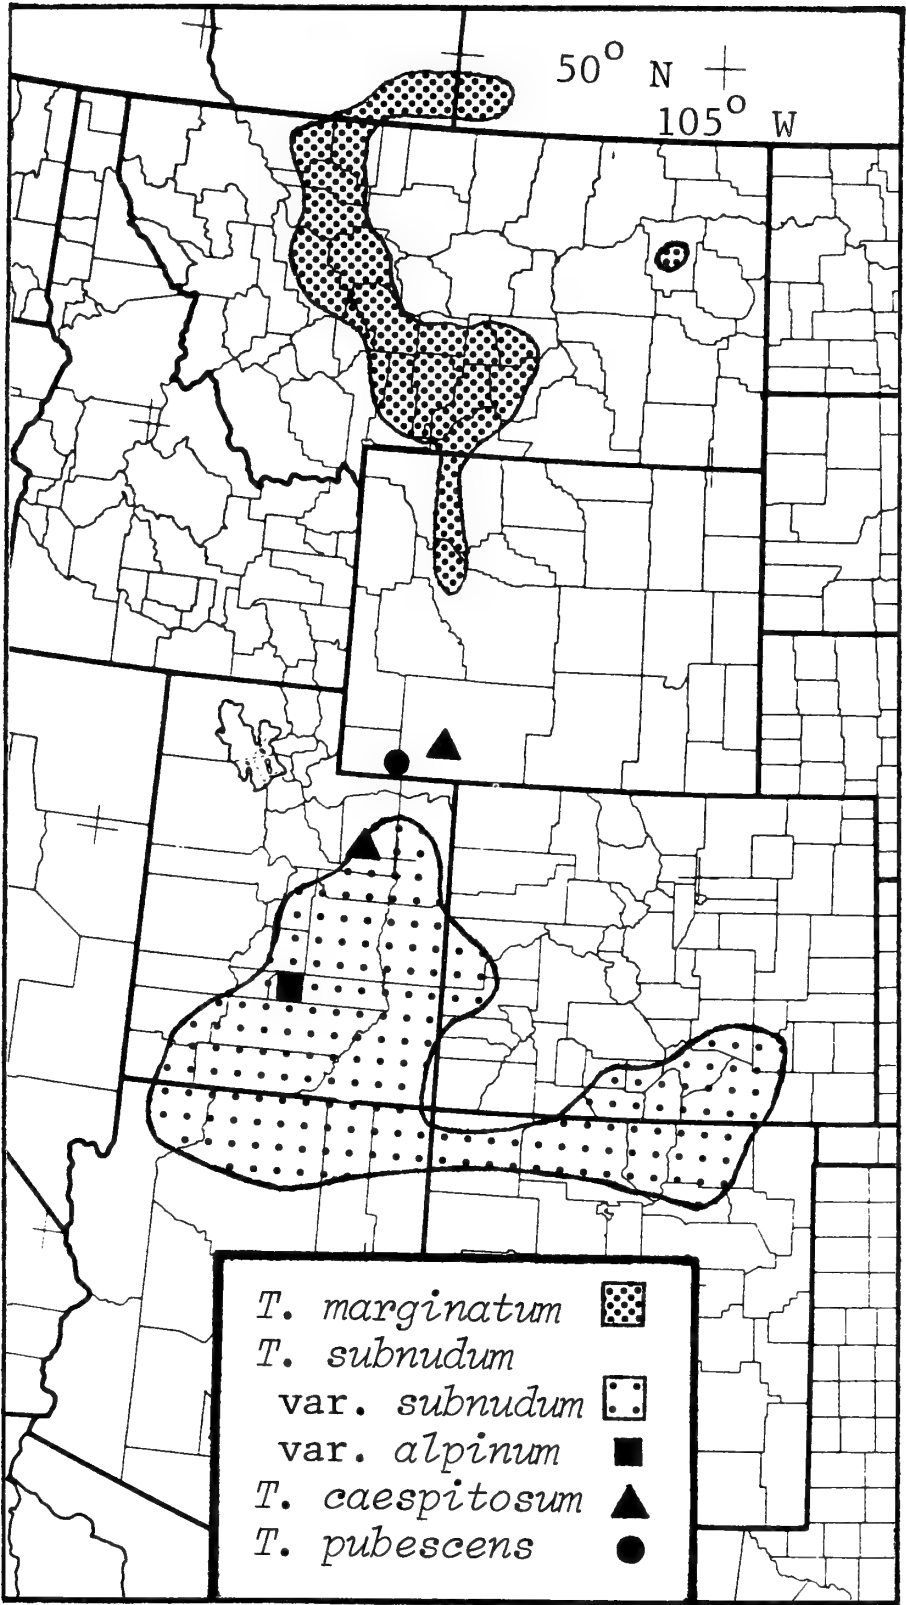 50° N
105° W
T. marginatum
T. subnudum
var. subnudum
var. alpinum
T. caespitosum
T. pubescens